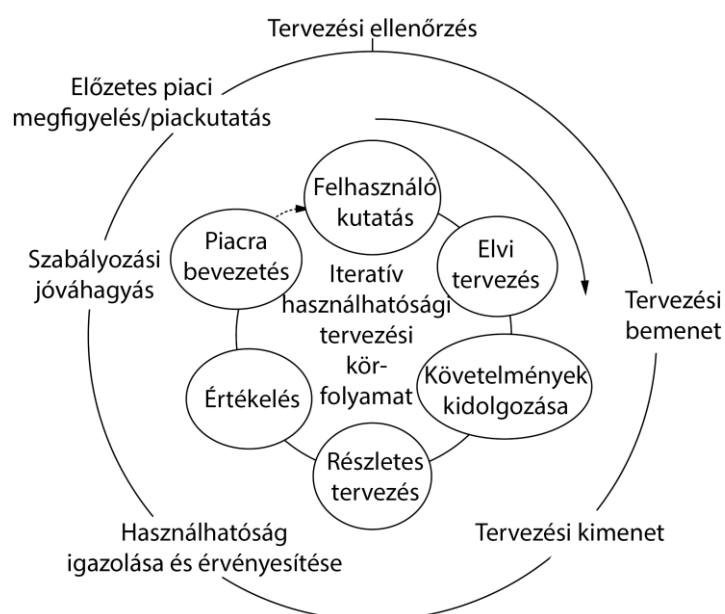 Tervezési ellenőrzés
Előzetes piaci
megfigyelés/piackutatás
Felhasználó
kutatás
Piacra
bevezetés
Elvi
tervezés
Szabályozási
jóváhagyás
Iteratív
használhatósági
tervezési
kör-
folyamat
Tervezési
bemenet
Értékelés
Követelmények
kidolgozása
Részletes
tervezés
Használhatóság
igazolása és érvényesítése
Tervezési kimenet